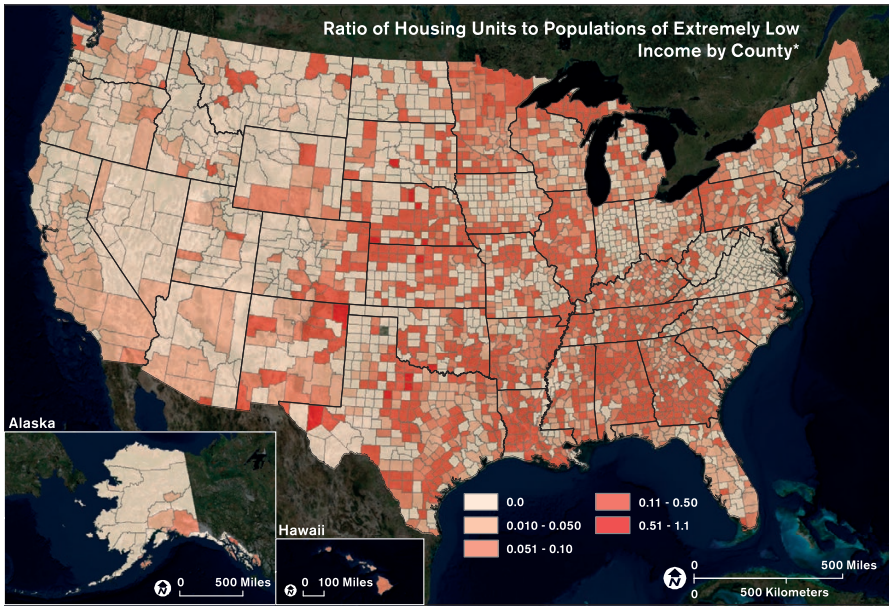 Ratio of Housing Units to Populations of Extremely Low
Income by County*
Alaska
0 500 Miles
N
Hawaii
0 100 Miles
N
0.0
0.010 - 0.050
0.051 - 0.10
0.11 - 0.50
0.51 - 1.1
N
0 500 Miles
0 500 Kilometers